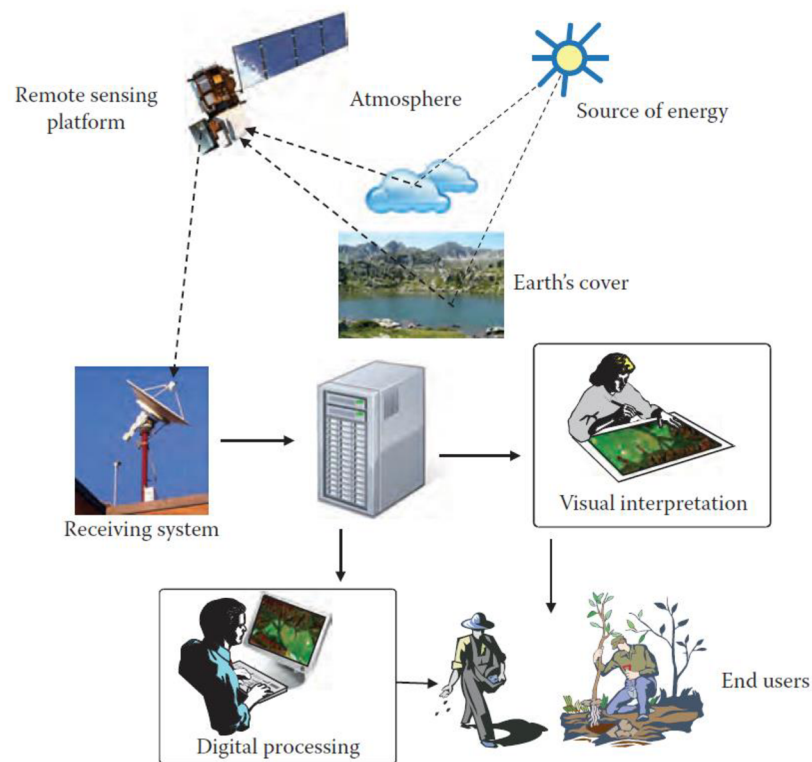 Remote sensing
platform
Atmosphere
Source of energy
Earth's cover
Receiving system
Visual interpretation
Digital processing
End users